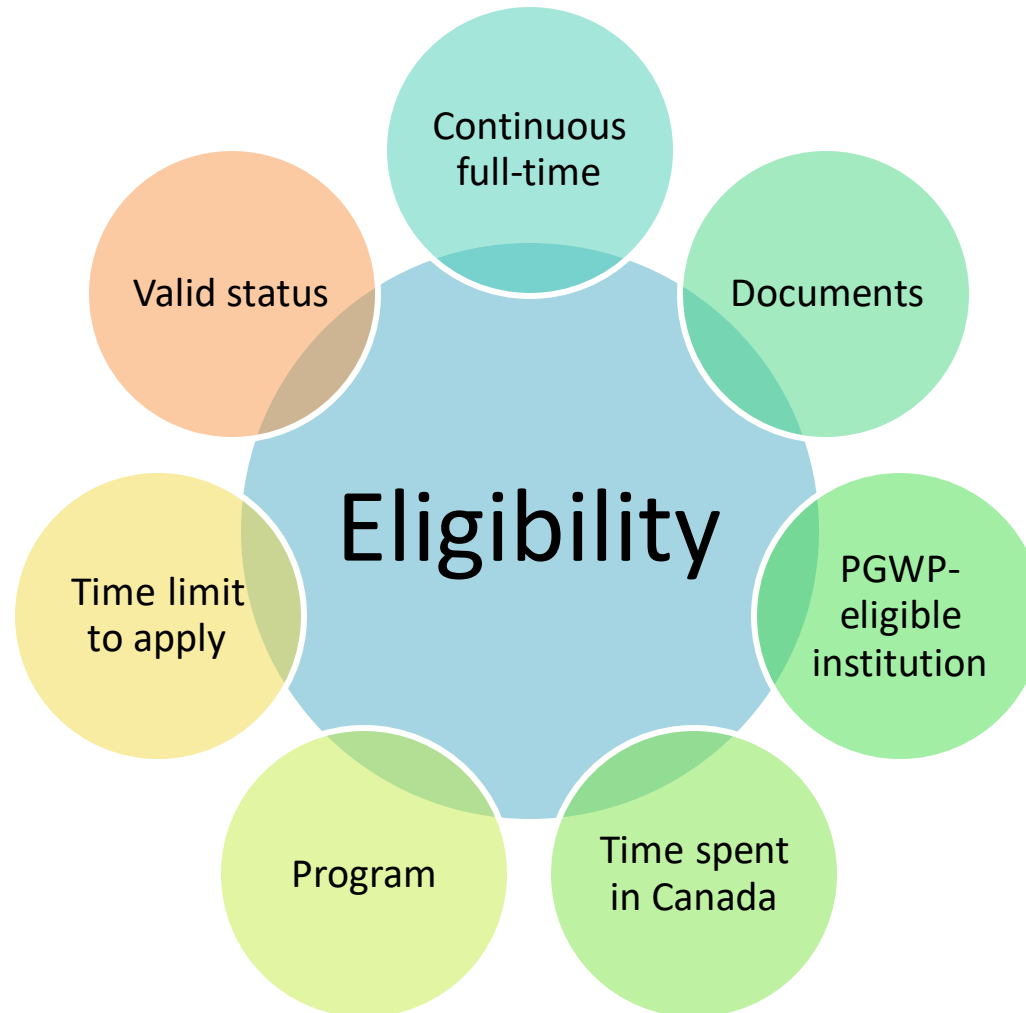 Continuous
full-time
Documents
PGWP-
eligible
institution
Time spent
in Canada
Program
Time limit
to apply
Valid status
Eligibility